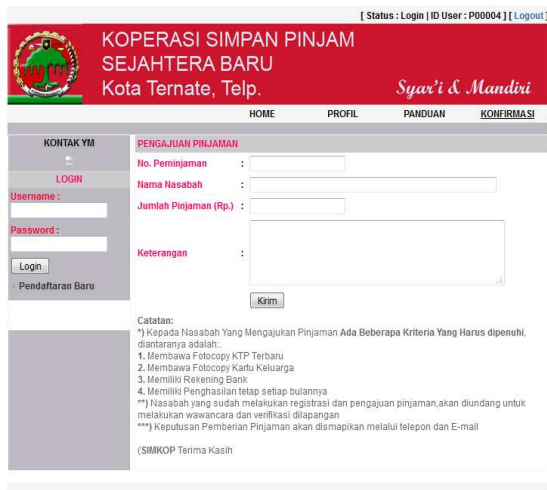 [ Status : Login | ID User : P00004 ] [ Logout ]
KOPERASI SIMPAN PINJAM
SEJAHTERA BARU
Kota Ternate, Telp.
Syar'i & Mandiri
HOME PROFIL PANDUAN KONFIRMASI
KONTAK YM
LOGIN
Username :
Password :
Login
Pendaftaran Baru
PENGAJUAN PINJAMAN
No. Peminjaman :
Nama Nasabah :
Jumlah Pinjaman (Rp.) :
Keterangan :
Kirim
Catatan:
*) Kepada Nasabah Yang Mengajukan Pinjaman Ada Beberapa Kriteria Yang Harus dipenuhi,
diantaranya adalah:.
1. Membawa Fotocopy KTP Terbaru
2. Membawa Fotocopy Kartu Keluarga
3. Memiliki Rekening Bank
4. Memiliki Penghasilan tetap setiap bulannya
**) Nasabah yang sudah melakukan registrasi dan pengajuan pinjaman,akan diundang untuk
melakukan wawancara dan verifikasi dilapangan
***) Keputusan Pemberian Pinjaman akan dismapikan melalui telepon dan E-mail
(SIMKOP Terima Kasih